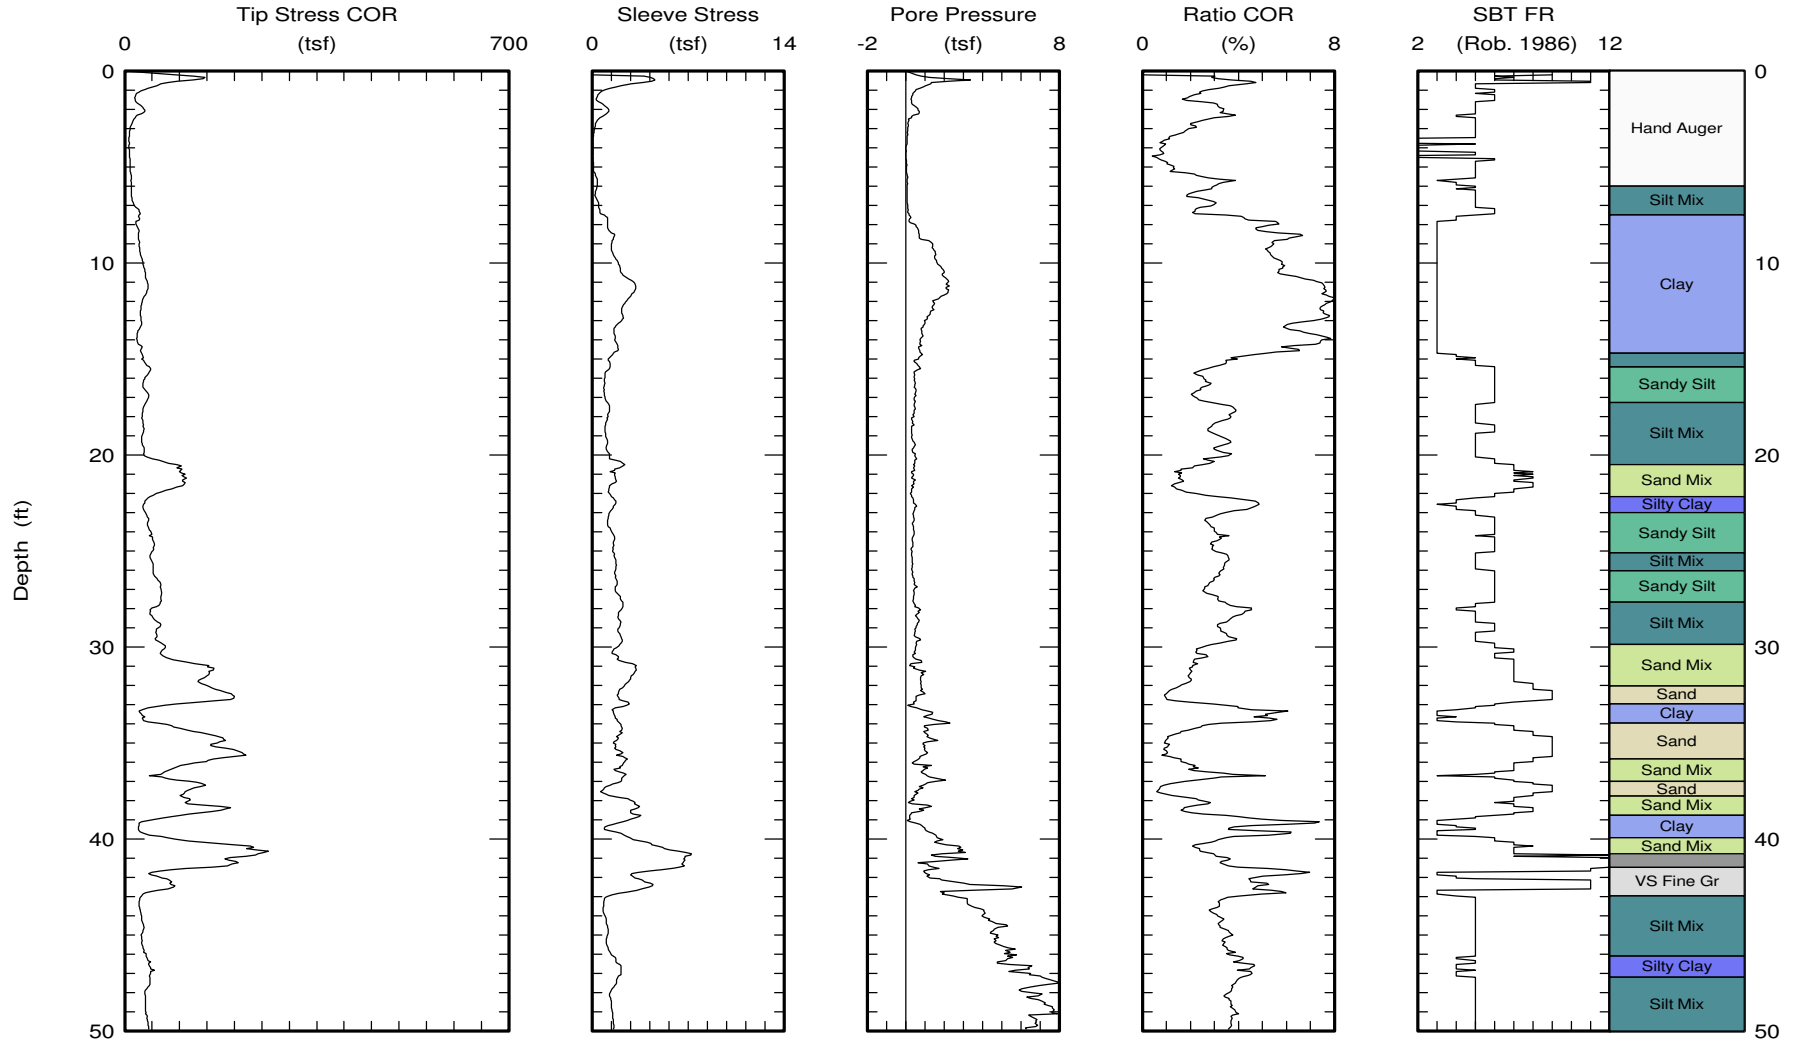 Tip Stress COR
Sleeve Stress
Pore Pressure
Ratio COR
SBT FR
0 (tsf) 700
0 (tsf) 14
-2 (tsf) 8
0 (%) 8
2 (Rob. 1986) 12
0
0
Hand Auger
Silt Mix
10
10
Clay
Sandy Silt
Silt Mix
20
20
Sand Mix
Silty Clay
Sandy Silt
Silt Mix
Sandy Silt
Silt Mix
30
30
Sand Mix
Sand
Clay
Sand
Sand Mix
Sand
Sand Mix
Clay
40
40
Sand Mix
VS Fine Gr
Silt Mix
Silty Clay
Silt Mix
50
50
Depth (ft)